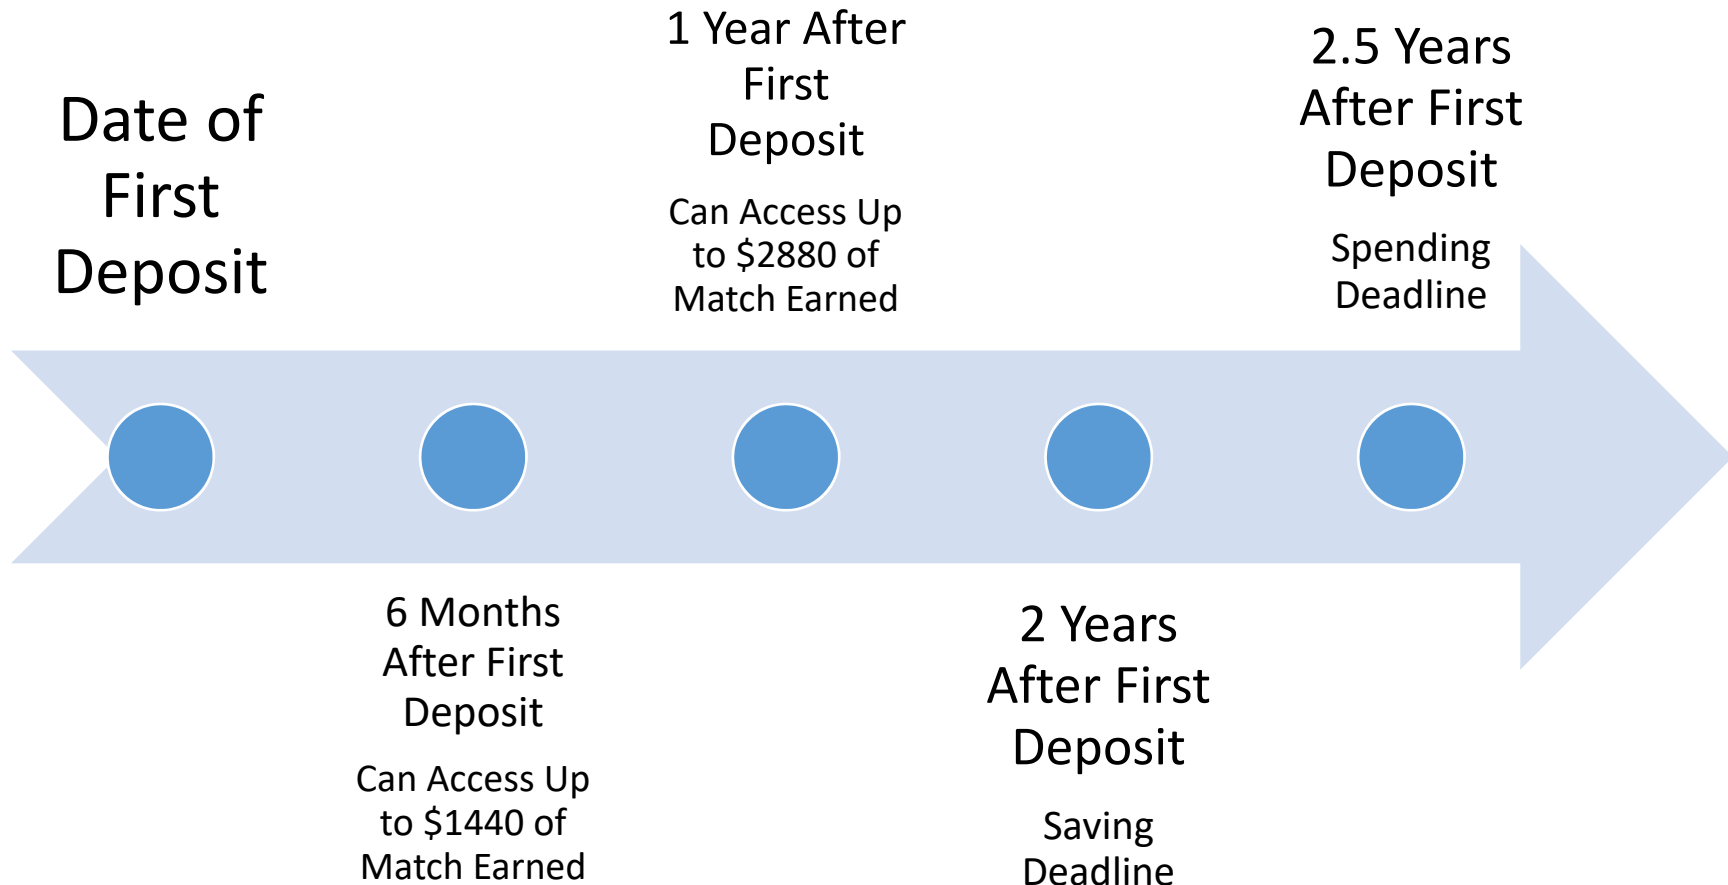 Date of
First
Deposit
6 Months
After First
Deposit
Can Access Up
to $1440 of
Match Earned
1 Year After
First
Deposit
Can Access Up
to $2880 of
Match Earned
2 Years
After First
Deposit
Saving
Deadline
2.5 Years
After First
Deposit
Spending
Deadline